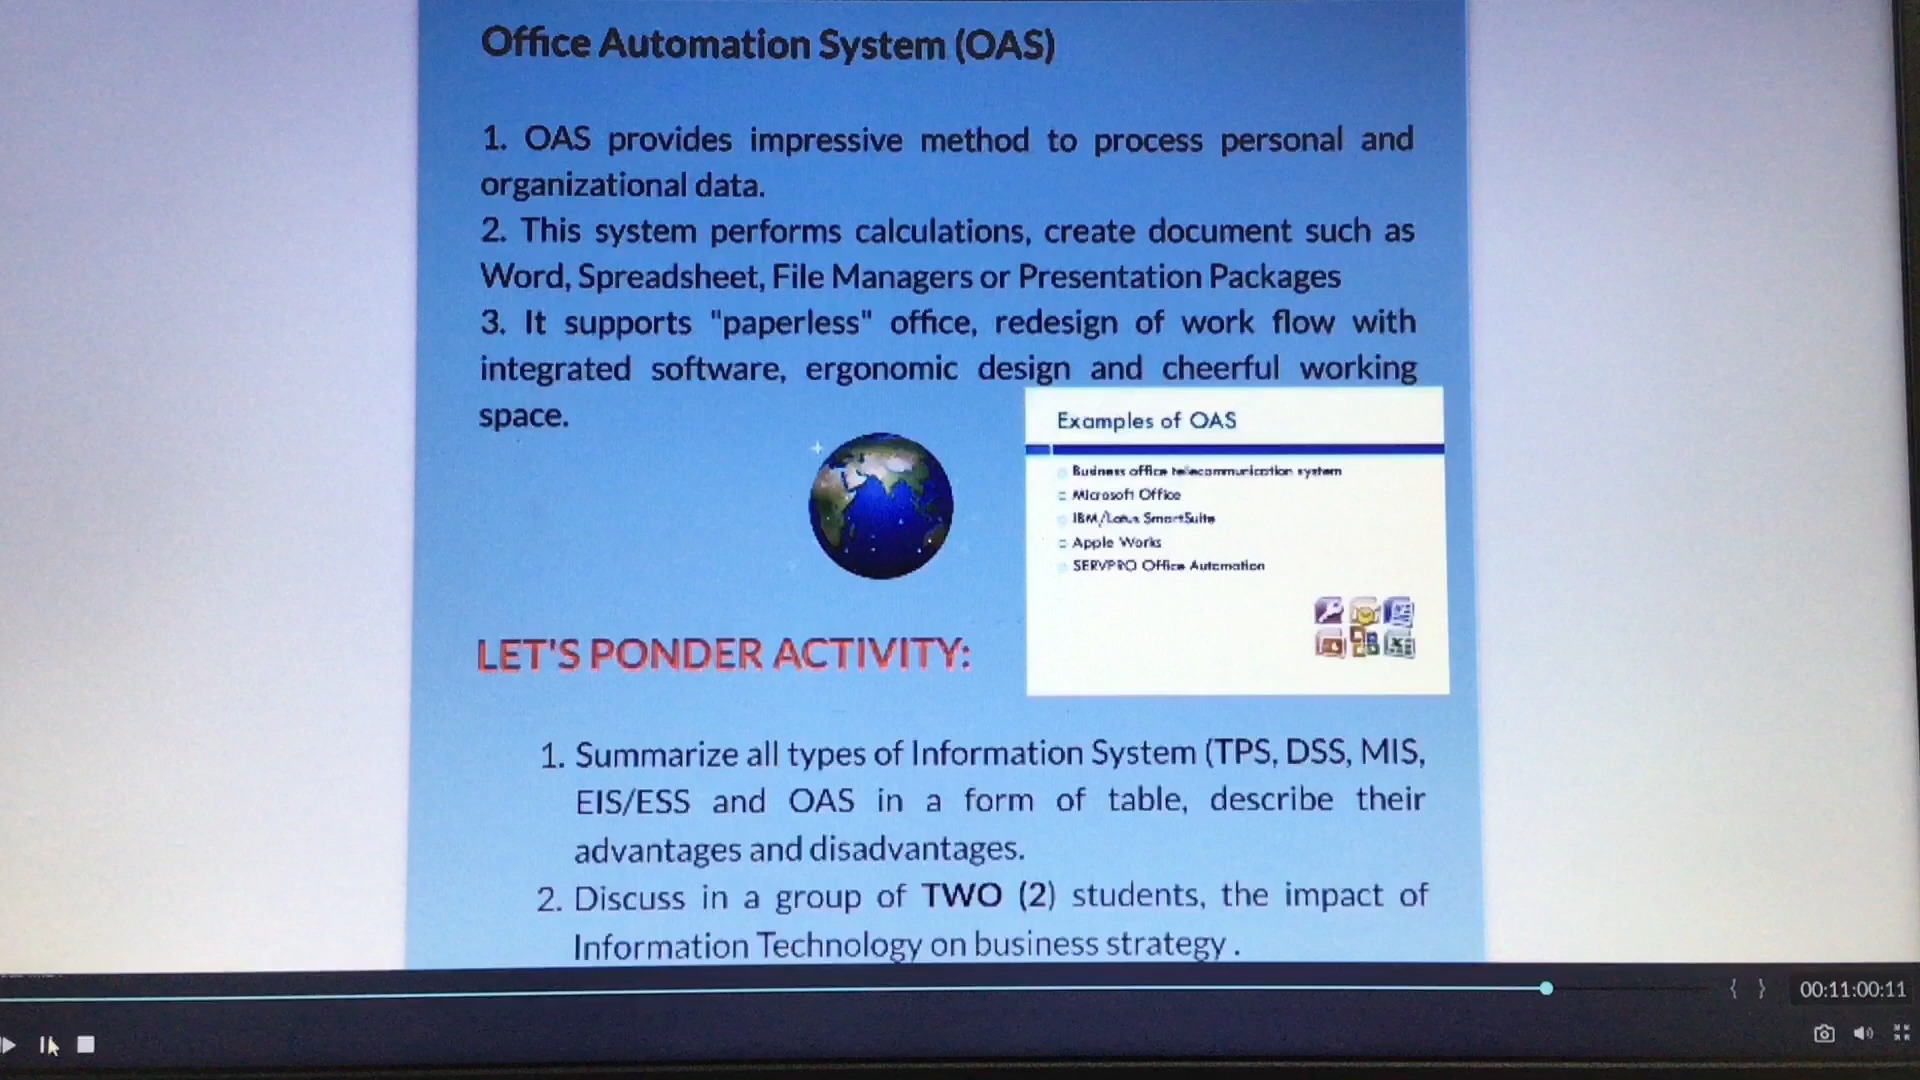 Office Automation System (OAS)
1. OAS provides impressive method to process personal and
organizational data.
2. This system performs calculations, create document such as
Word, Spreadsheet, File Managers or Presentation Packages
3. It supports "paperless" office, redesign of work flow with
integrated software, ergonomic design and cheerful working
space.
Examples of OAS
Business office telecommunication system
Microsoft Office
IBM/Lotus SmartSuite
Apple Works
SERVPRO Office Automation
LET'S PONDER ACTIVITY:
1. Summarize all types of Information System (TPS, DSS, MIS,
EIS/ESS and OAS in a form of table, describe their
advantages and disadvantages.
2. Discuss in a group of TWO (2) students, the impact of
Information Technology on business strategy .
{ } 00:11:00:11